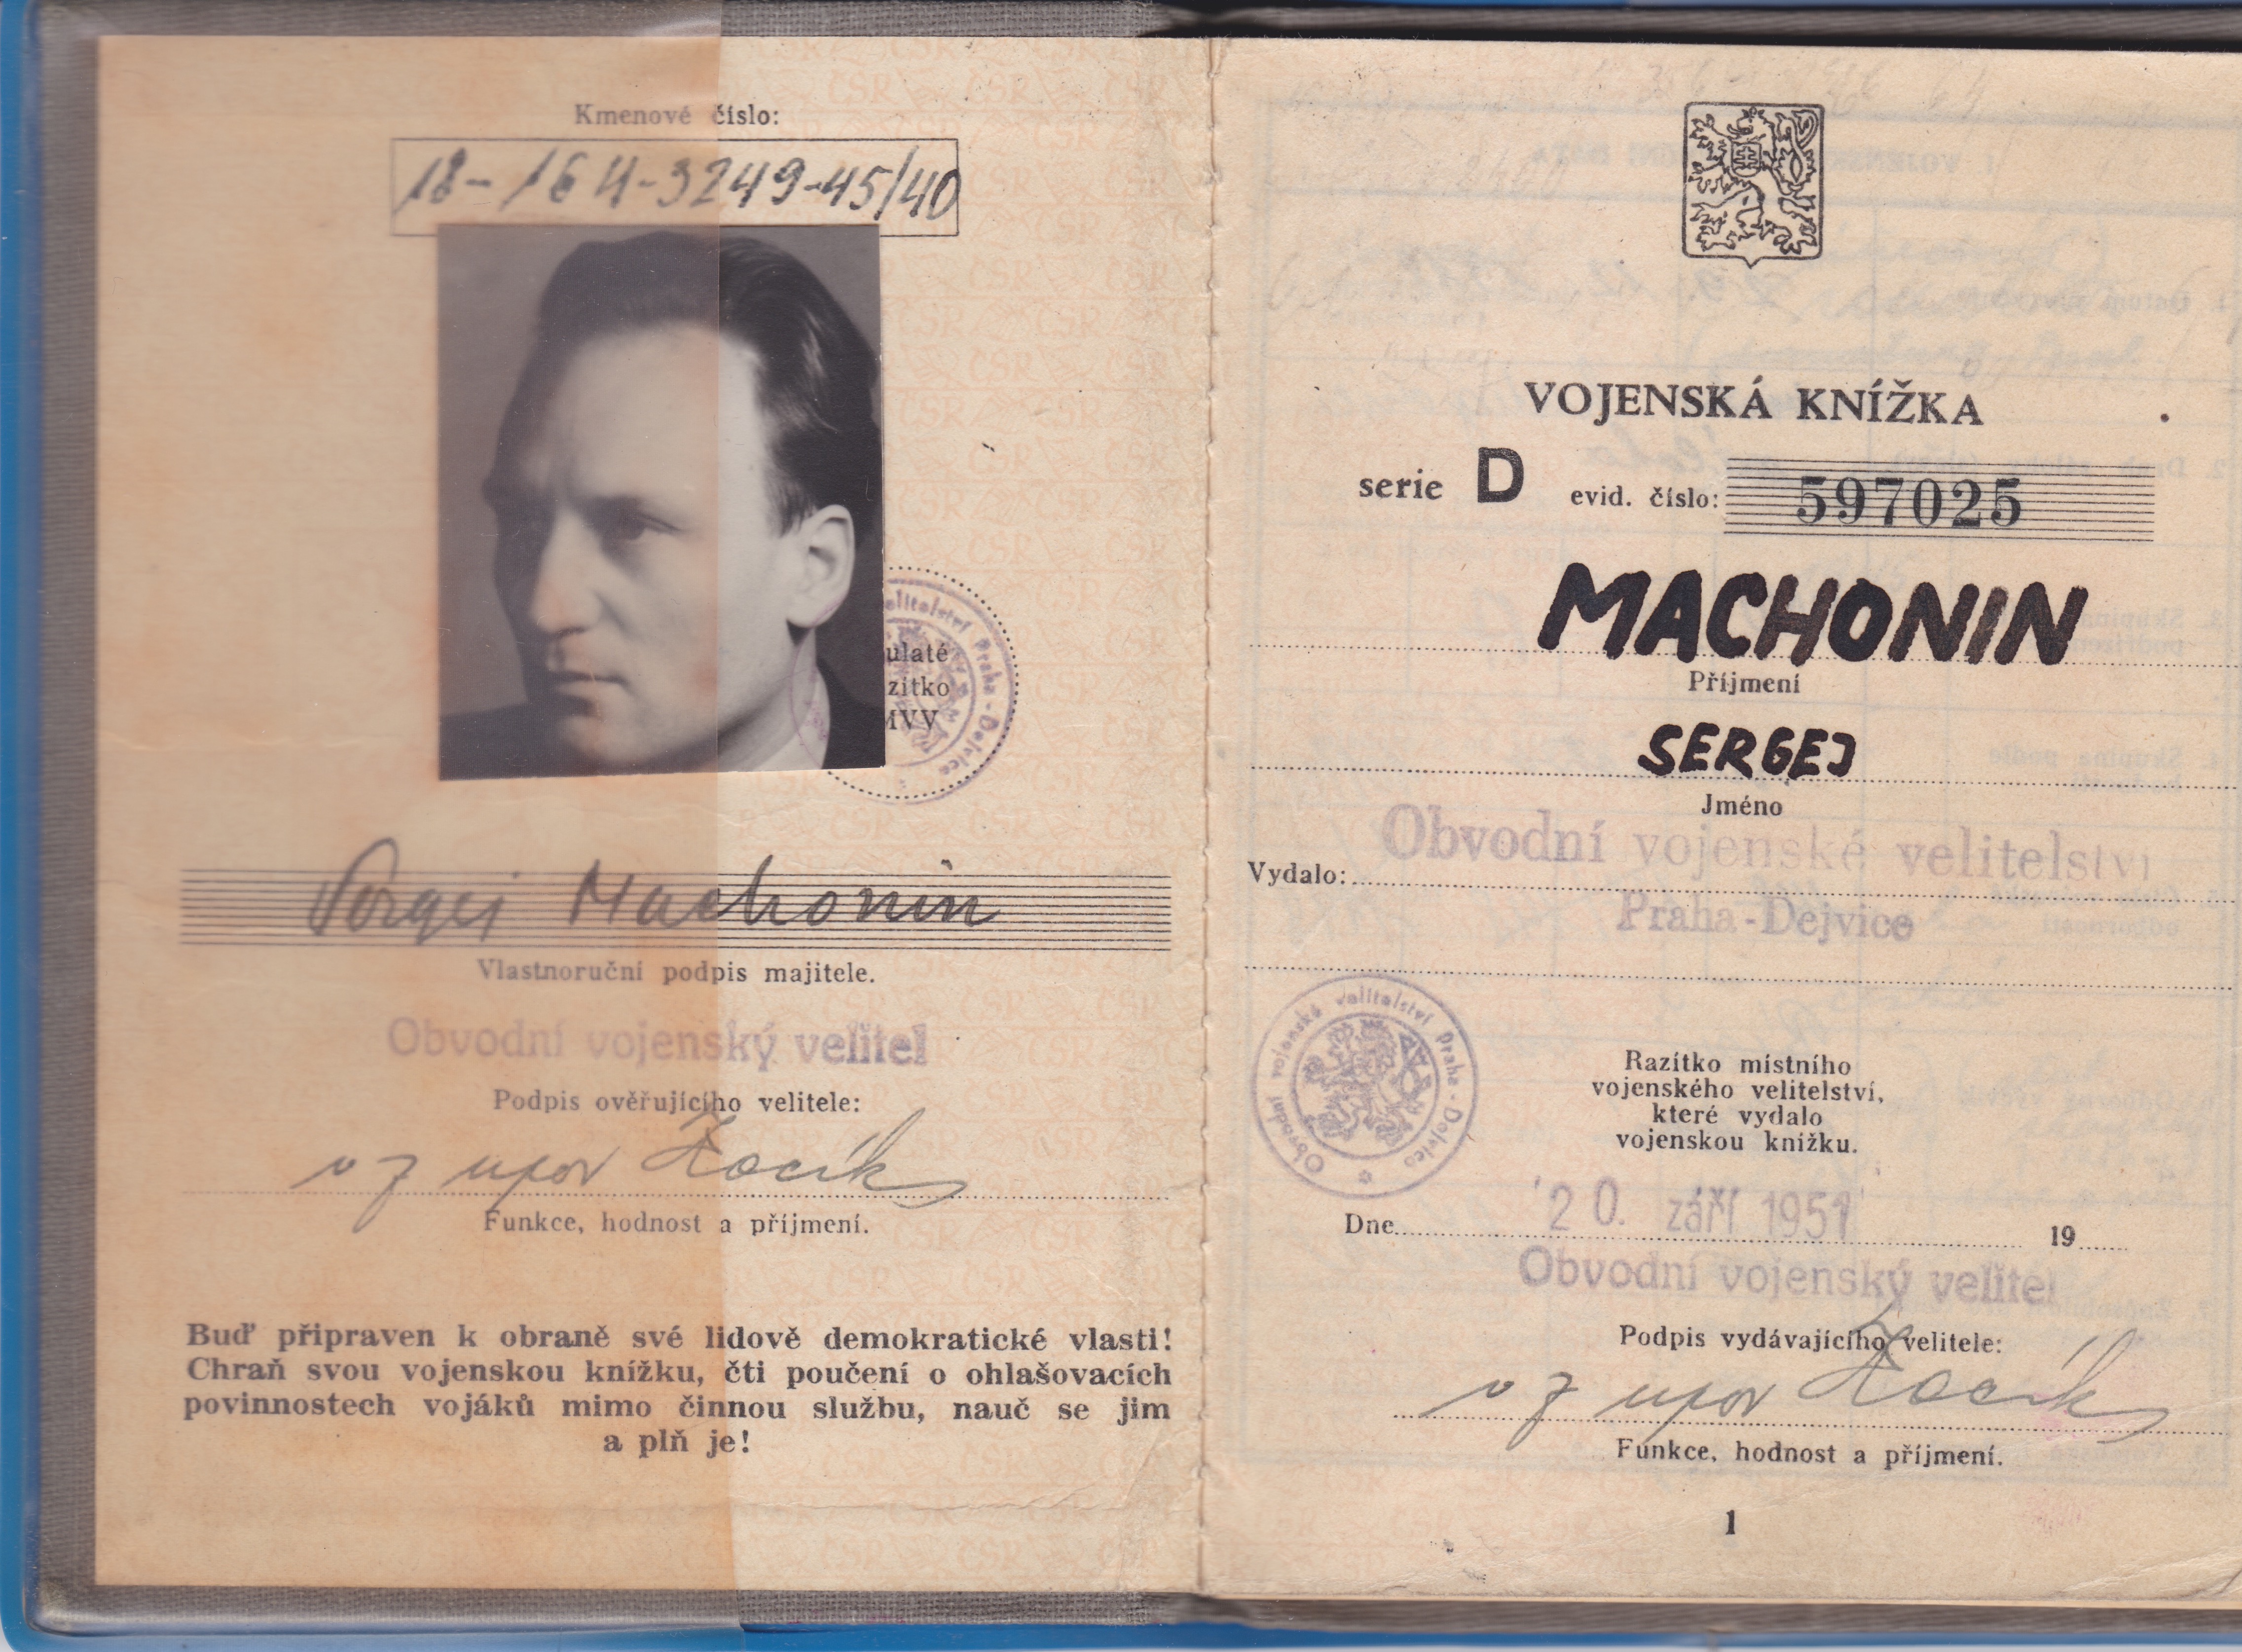 Kmenové číslo:
18-164-3249-45/40
ulaté
zítko
MVV
Sergej Machonin
Vlastnoruční podpis majitele.
Obvodní vojenský velitel
Podpis ověřujícího velitele:
Funkce, hodnost a příjmení.
Buď připraven k obraně své lidově demokratické vlasti!
Chraň svou vojenskou knížku, čti poučení o ohlašovacích
povinnostech vojáků mimo činnou službu, nauč se jim
a plň je!
VOJENSKÁ KNÍŽKA
serie D evid. číslo: 597025
MACHONIN
Příjmení
SERGEJ
Jméno
Obvodní vojenské velitelství
Vydalo:
Praha-Dejvice
Obvodní vojenské velitelství Praha-Dejvice
Razítko místního
vojenského velitelství,
které vydalo
vojenskou knížku.
Dne 20. září 1951 19
Obvodní vojenský velitel
Podpis vydávajícího velitele:
Funkce, hodnost a příjmení.
1